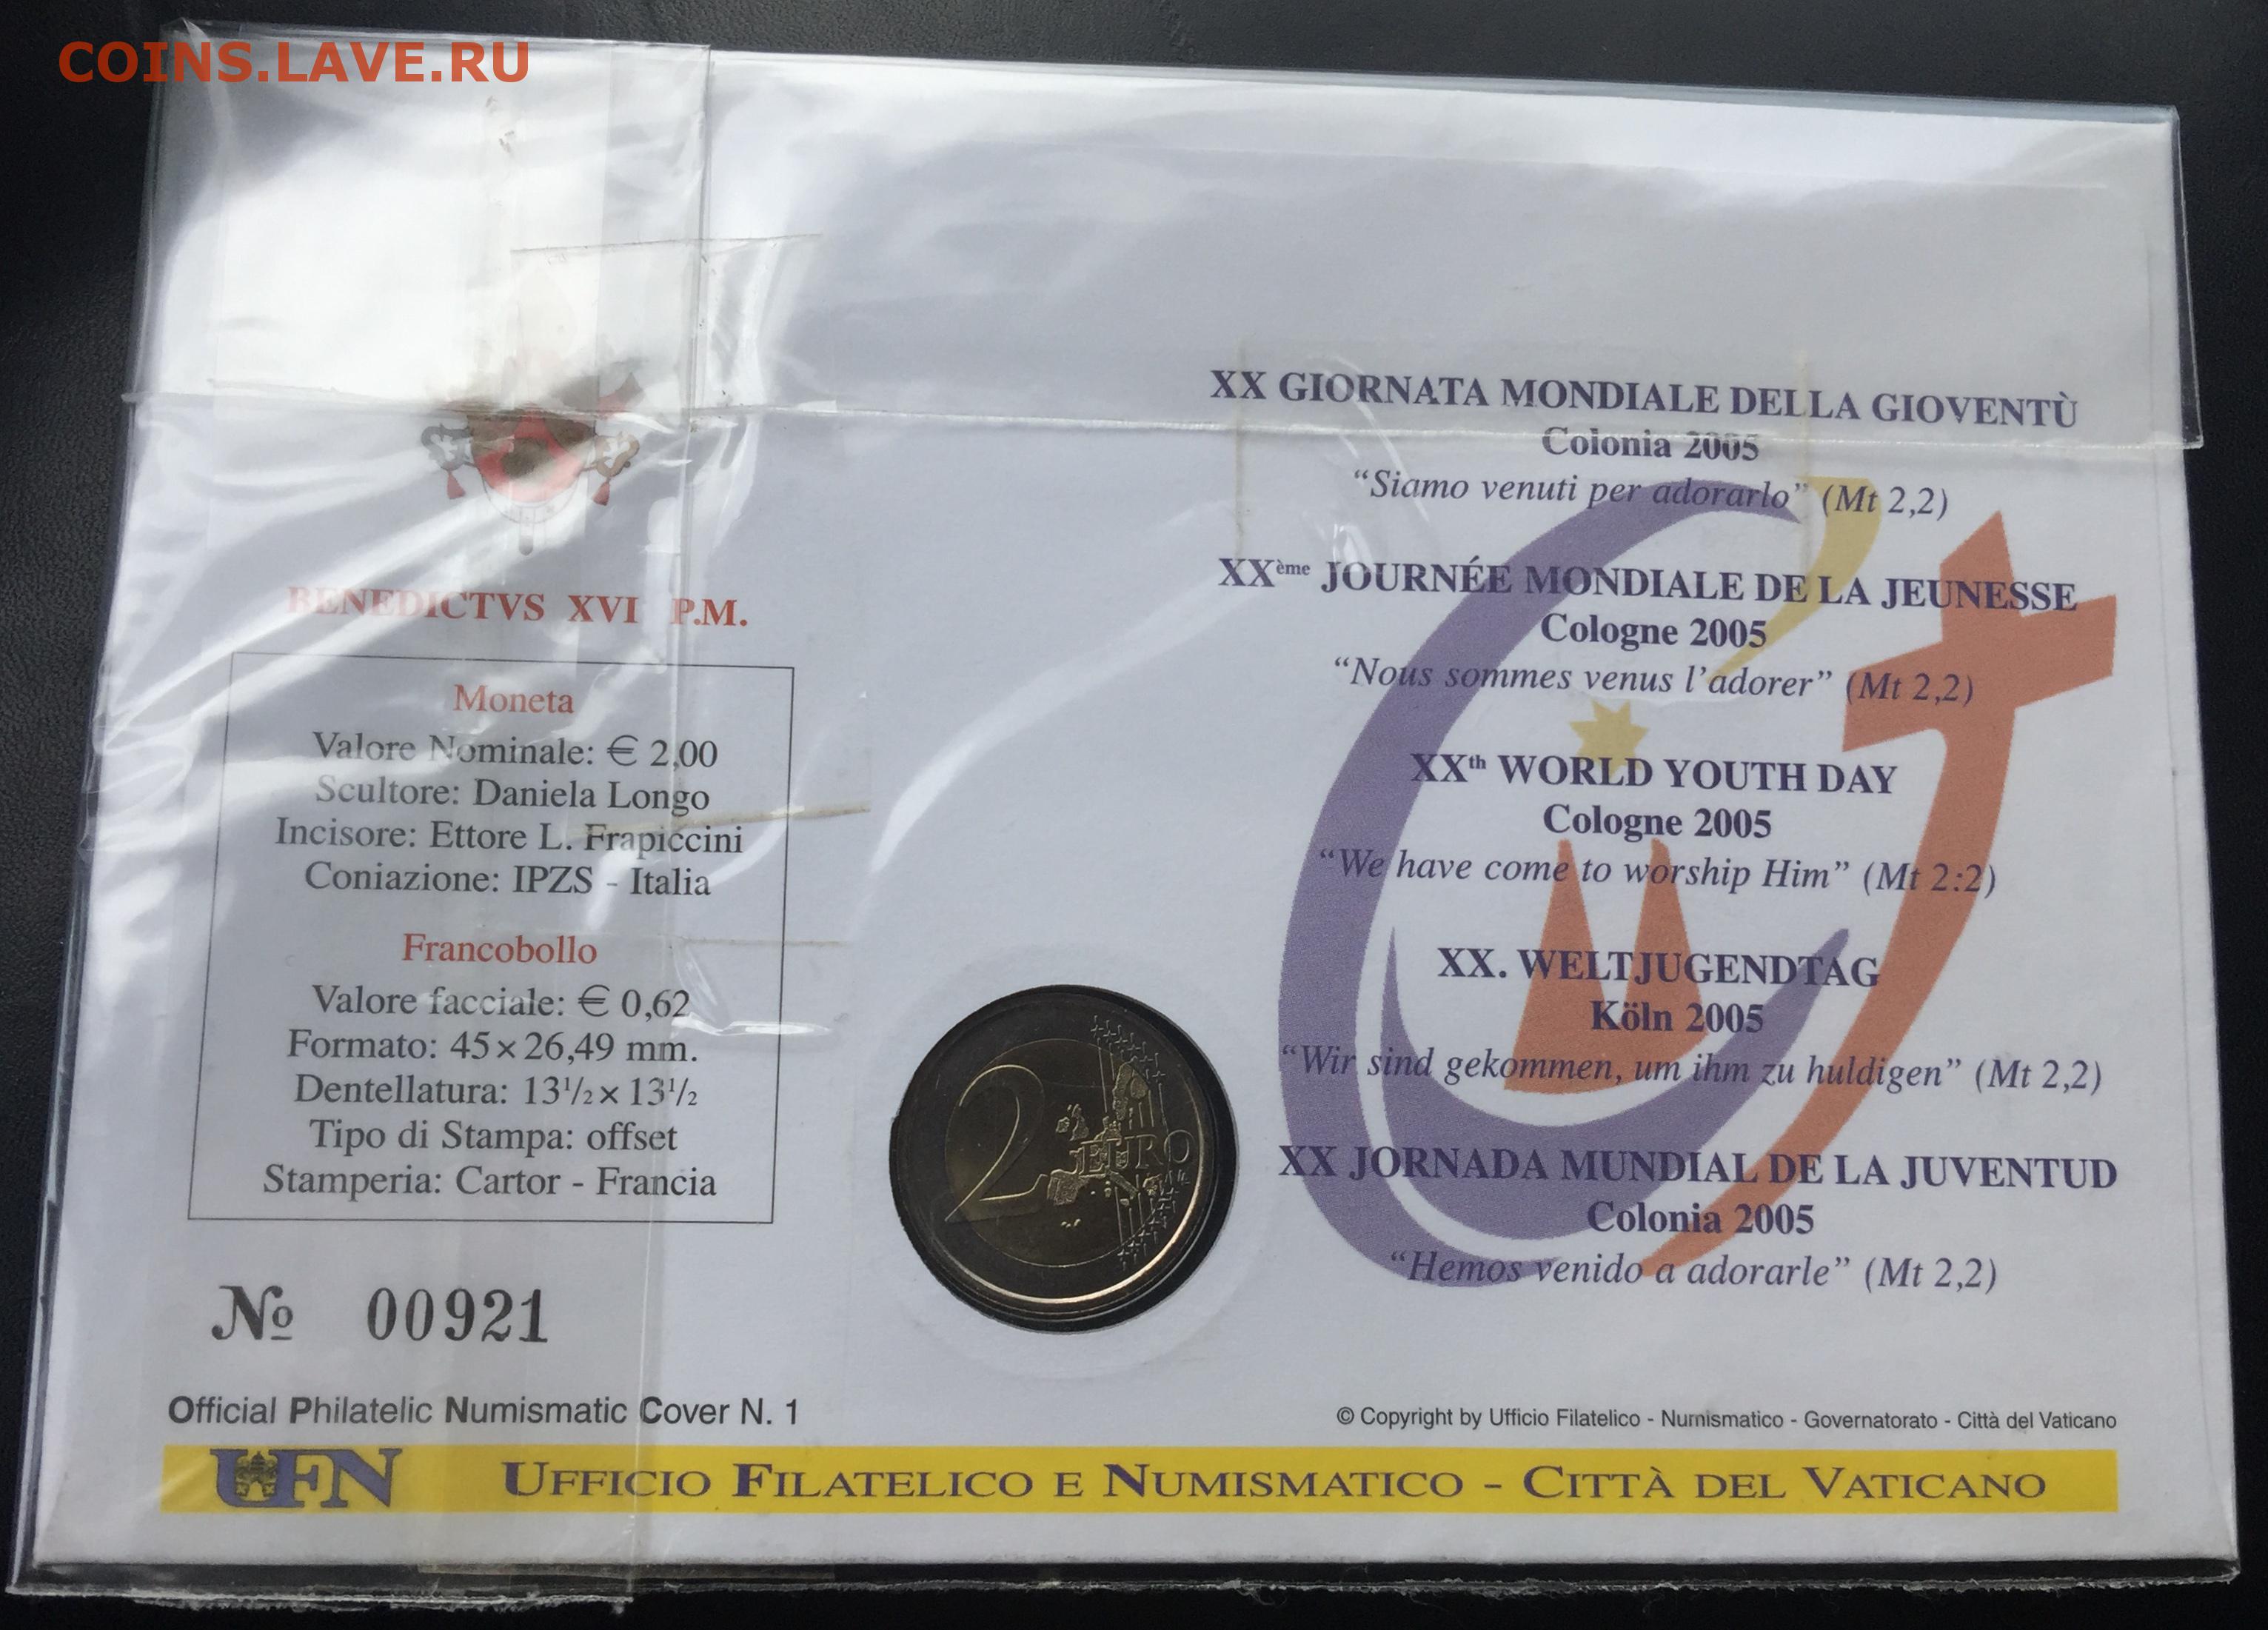 COINS.LAVE.RU
BENEDICTVS XVI P.M.
Moneta
Valore Nominale: € 2,00
Scultore: Daniela Longo
Incisore: Ettore L. Frapiccini
Coniazione: IPZS - Italia
Francobollo
Valore facciale: € 0,62
Formato: 45 × 26,49 mm.
Dentellatura: 13 1/2 × 13 1/2
Tipo di Stampa: offset
Stamperia: Cartor - Francia
№ 00921
Official Philatelic Numismatic Cover N. 1
2 EURO
XX GIORNATA MONDIALE DELLA GIOVENTÙ
Colonia 2005
“Siamo venuti per adorarlo” (Mt 2,2)
XXème JOURNÉE MONDIALE DE LA JEUNESSE
Cologne 2005
“Nous sommes venus l’adorer” (Mt 2,2)
XXth WORLD YOUTH DAY
Cologne 2005
“We have come to worship Him” (Mt 2:2)
XX. WELTJUGENDTAG
Köln 2005
“Wir sind gekommen, um ihm zu huldigen” (Mt 2,2)
XX JORNADA MUNDIAL DE LA JUVENTUD
Colonia 2005
“Hemos venido a adorarle” (Mt 2,2)
© Copyright by Ufficio Filatelico - Numismatico - Governatorato - Città del Vaticano
UFN UFFICIO FILATELICO E NUMISMATICO - CITTÀ DEL VATICANO